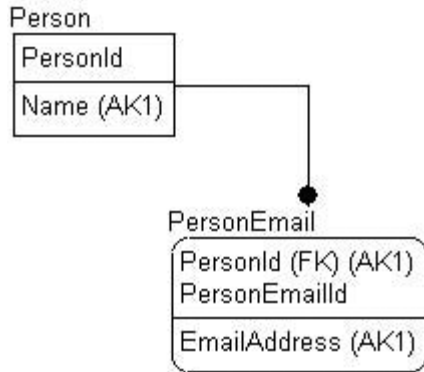 Person
PersonId
Name (AK1)
PersonEmail
PersonId (FK) (AK1)
PersonEmailId
EmailAddress (AK1)